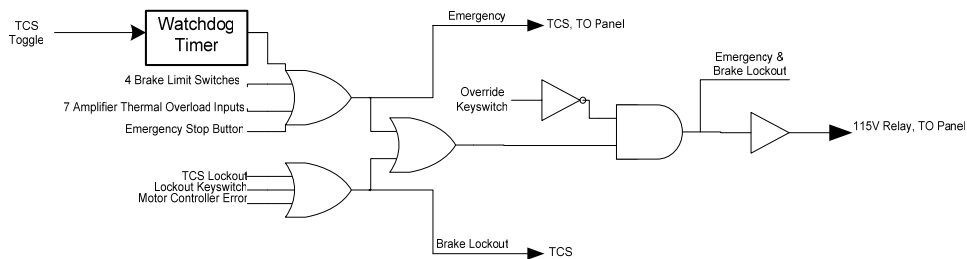 TCS
Toggle
Watchdog
Timer
Emergency
TCS, TO Panel
4 Brake Limit Switches
7 Amplifier Thermal Overload Inputs
Emergency Stop Button
Override
Keyswitch
Emergency &
Brake Lockout
115V Relay, TO Panel
TCS Lockout
Lockout Keyswitch
Motor Controller Error
Brake Lockout
TCS